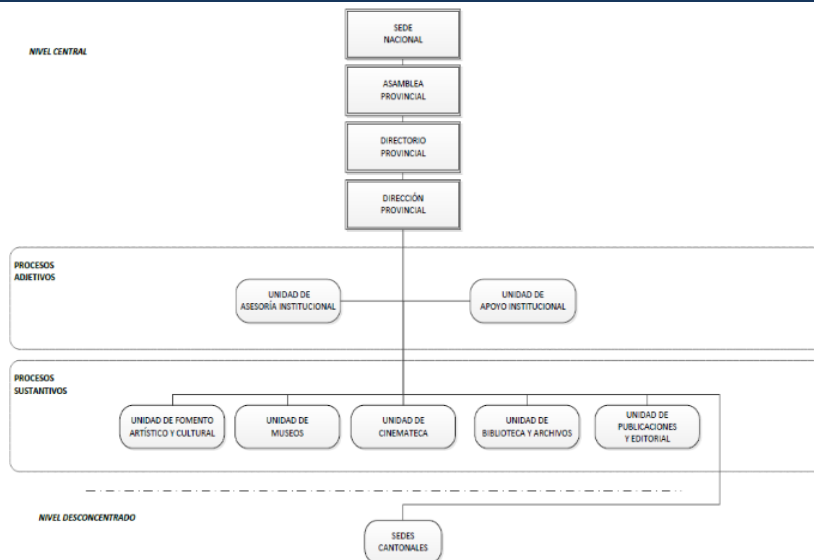 SEDE
NACIONAL
NIVEL CENTRAL
ASAMBLEA
PROVINCIAL
DIRECTORIO
PROVINCIAL
DIRECCIÓN
PROVINCIAL
PROCESOS
ADJETIVOS
UNIDAD DE
ASESORÍA INSTITUCIONAL
UNIDAD DE
APOYO INSTITUCIONAL
PROCESOS
SUSTANTIVOS
UNIDAD DE FOMENTO
ARTÍSTICO Y CULTURAL
UNIDAD DE
MUSEOS
UNIDAD DE
CINEMATECA
UNIDAD DE
BIBLIOTECA Y ARCHIVOS
UNIDAD DE
PUBLICACIONES
Y EDITORIAL
NIVEL DESCONCENTRADO
SEDES
CANTONALES